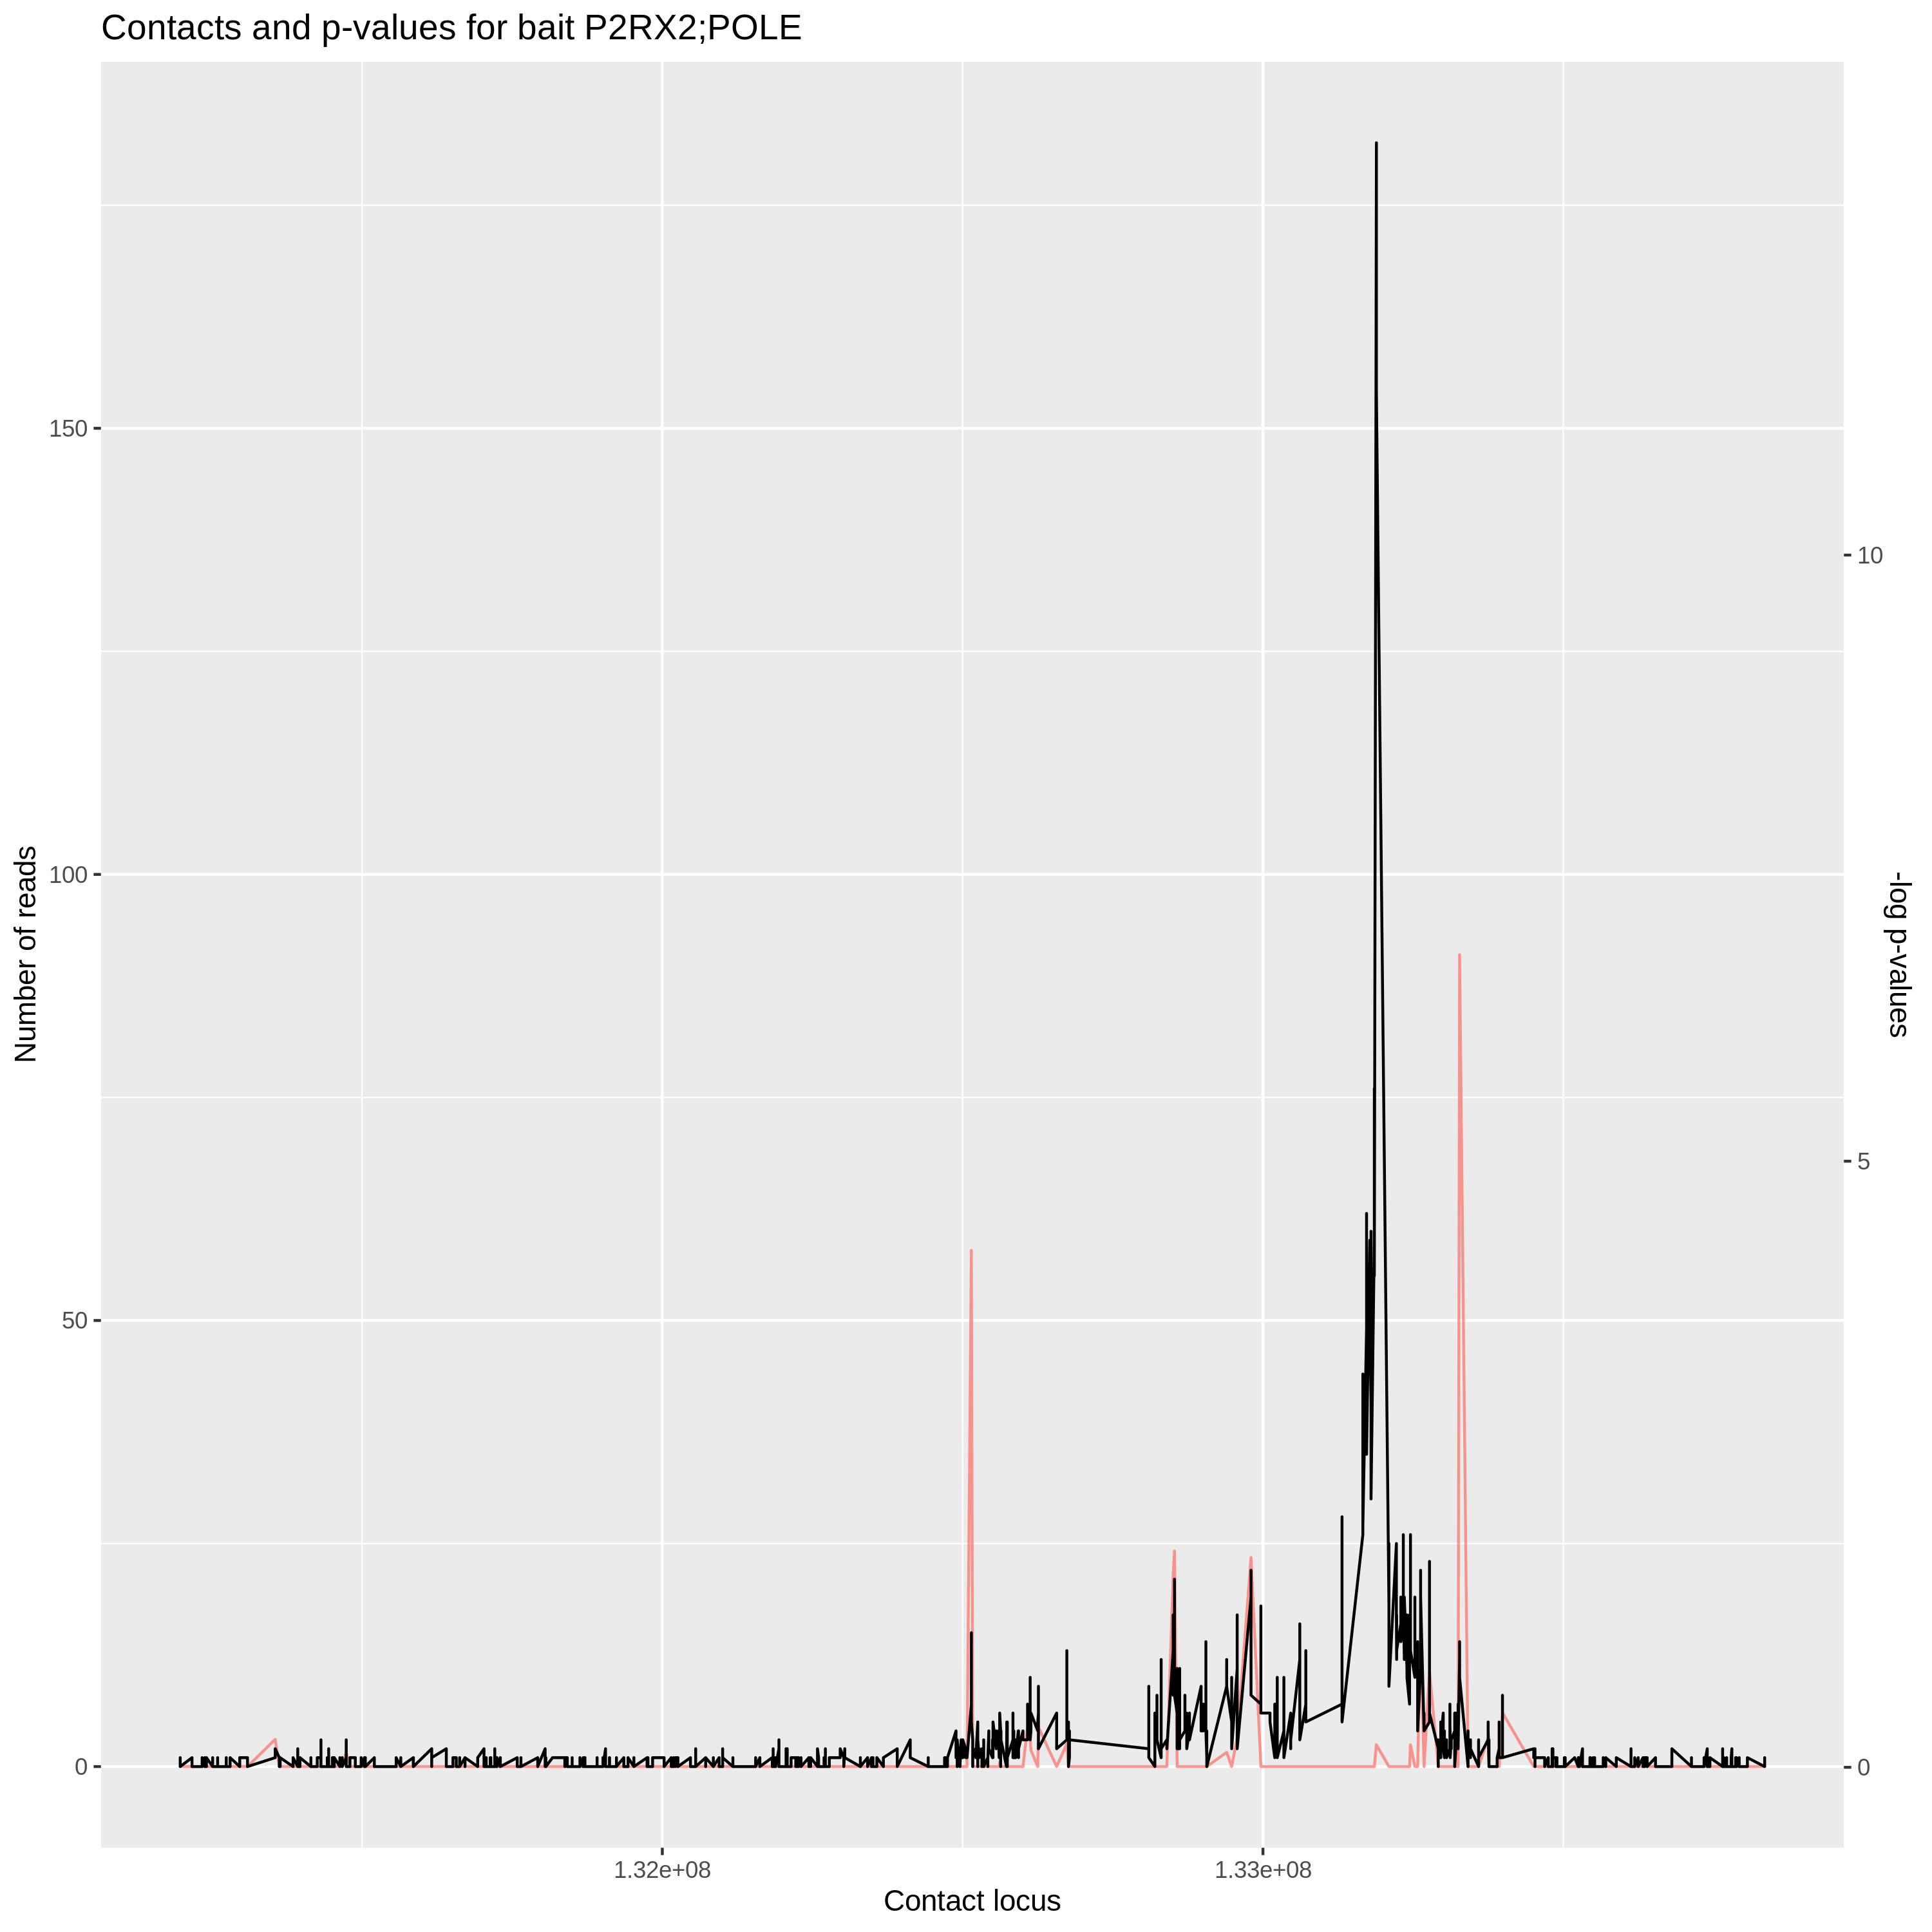 Contacts and p-values for bait P2RX2;POLE
150
100
50
0
Number of reads
10
5
0
-log p-values
1.32e+08
1.33e+08
Contact locus